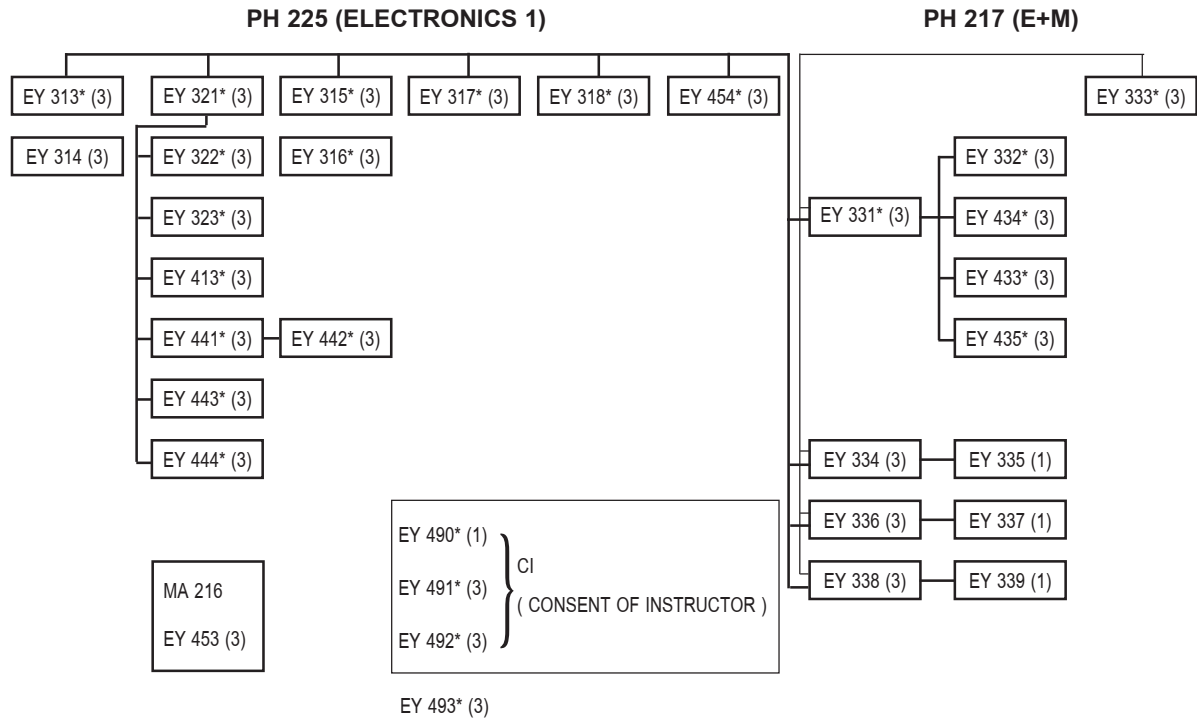 PH 225 (ELECTRONICS 1)
PH 217 (E+M)
EY 313* (3)
EY 321* (3)
EY 315* (3)
EY 317* (3)
EY 318* (3)
EY 454* (3)
EY 333* (3)
EY 314 (3)
EY 322* (3)
EY 316* (3)
EY 332* (3)
EY 323* (3)
EY 331* (3)
EY 434* (3)
EY 413* (3)
EY 433* (3)
EY 441* (3)
EY 442* (3)
EY 435* (3)
EY 443* (3)
EY 444* (3)
EY 334 (3)
EY 335 (1)
EY 336 (3)
EY 337 (1)
EY 338 (3)
EY 339 (1)
EY 490* (1)
EY 491* (3)
EY 492* (3)
CI
( CONSENT OF INSTRUCTOR )
MA 216
EY 453 (3)
EY 493* (3)